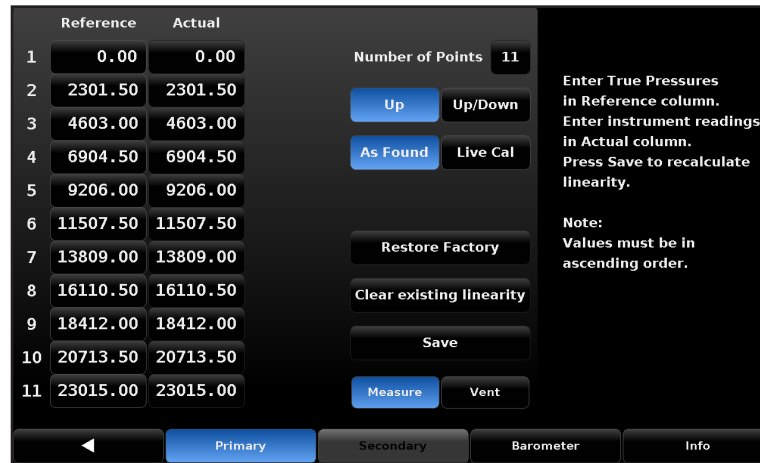 Reference Actual
1 0.00 0.00 Number of Points 11
2 2301.50 2301.50
3 4603.00 4603.00
4 6904.50 6904.50
5 9206.00 9206.00
6 11507.50 11507.50
7 13809.00 13809.00
8 16110.50 16110.50
9 18412.00 18412.00
10 20713.50 20713.50
11 23015.00 23015.00
Up Up/Down
As Found Live Cal
Restore Factory
Clear existing linearity
Save
Measure Vent
Enter True Pressures
in Reference column.
Enter instrument readings
in Actual column.
Press Save to recalculate
linearity.
Note:
Values must be in
ascending order.
Primary Secondary Barometer Info